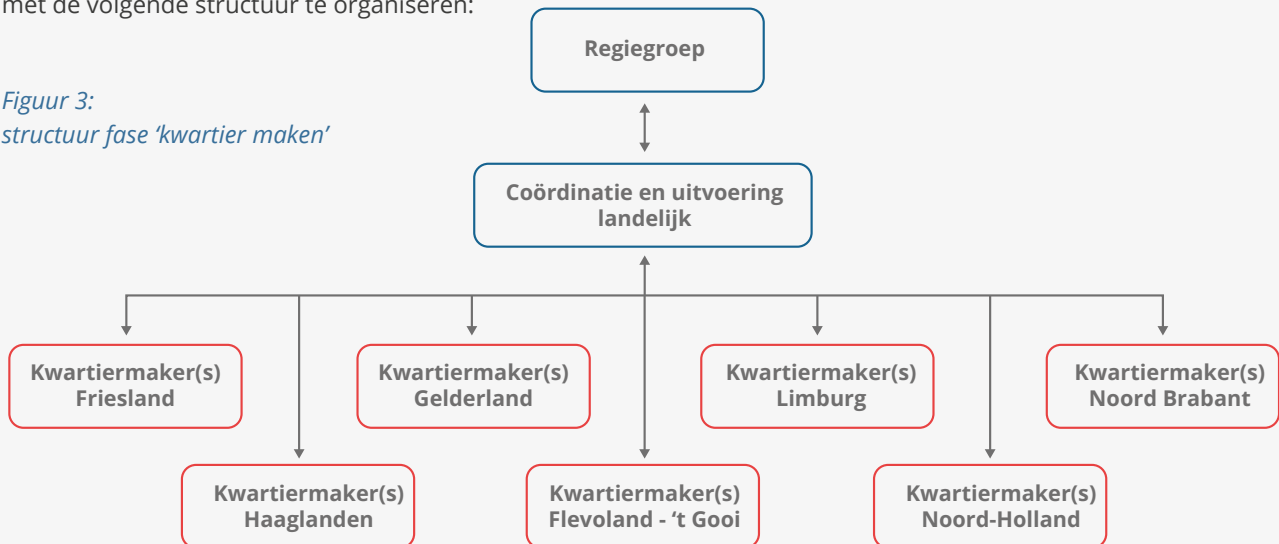 met de volgende structuur te organiseren:
Regiegroep
Figuur 3:
structuur fase ‘kwartier maken’
Coördinatie en uitvoering
landelijk
Kwartiermaker(s)
Friesland
Kwartiermaker(s)
Gelderland
Kwartiermaker(s)
Limburg
Kwartiermaker(s)
Noord Brabant
Kwartiermaker(s)
Haaglanden
Kwartiermaker(s)
Flevoland - ‘t Gooi
Kwartiermaker(s)
Noord-Holland